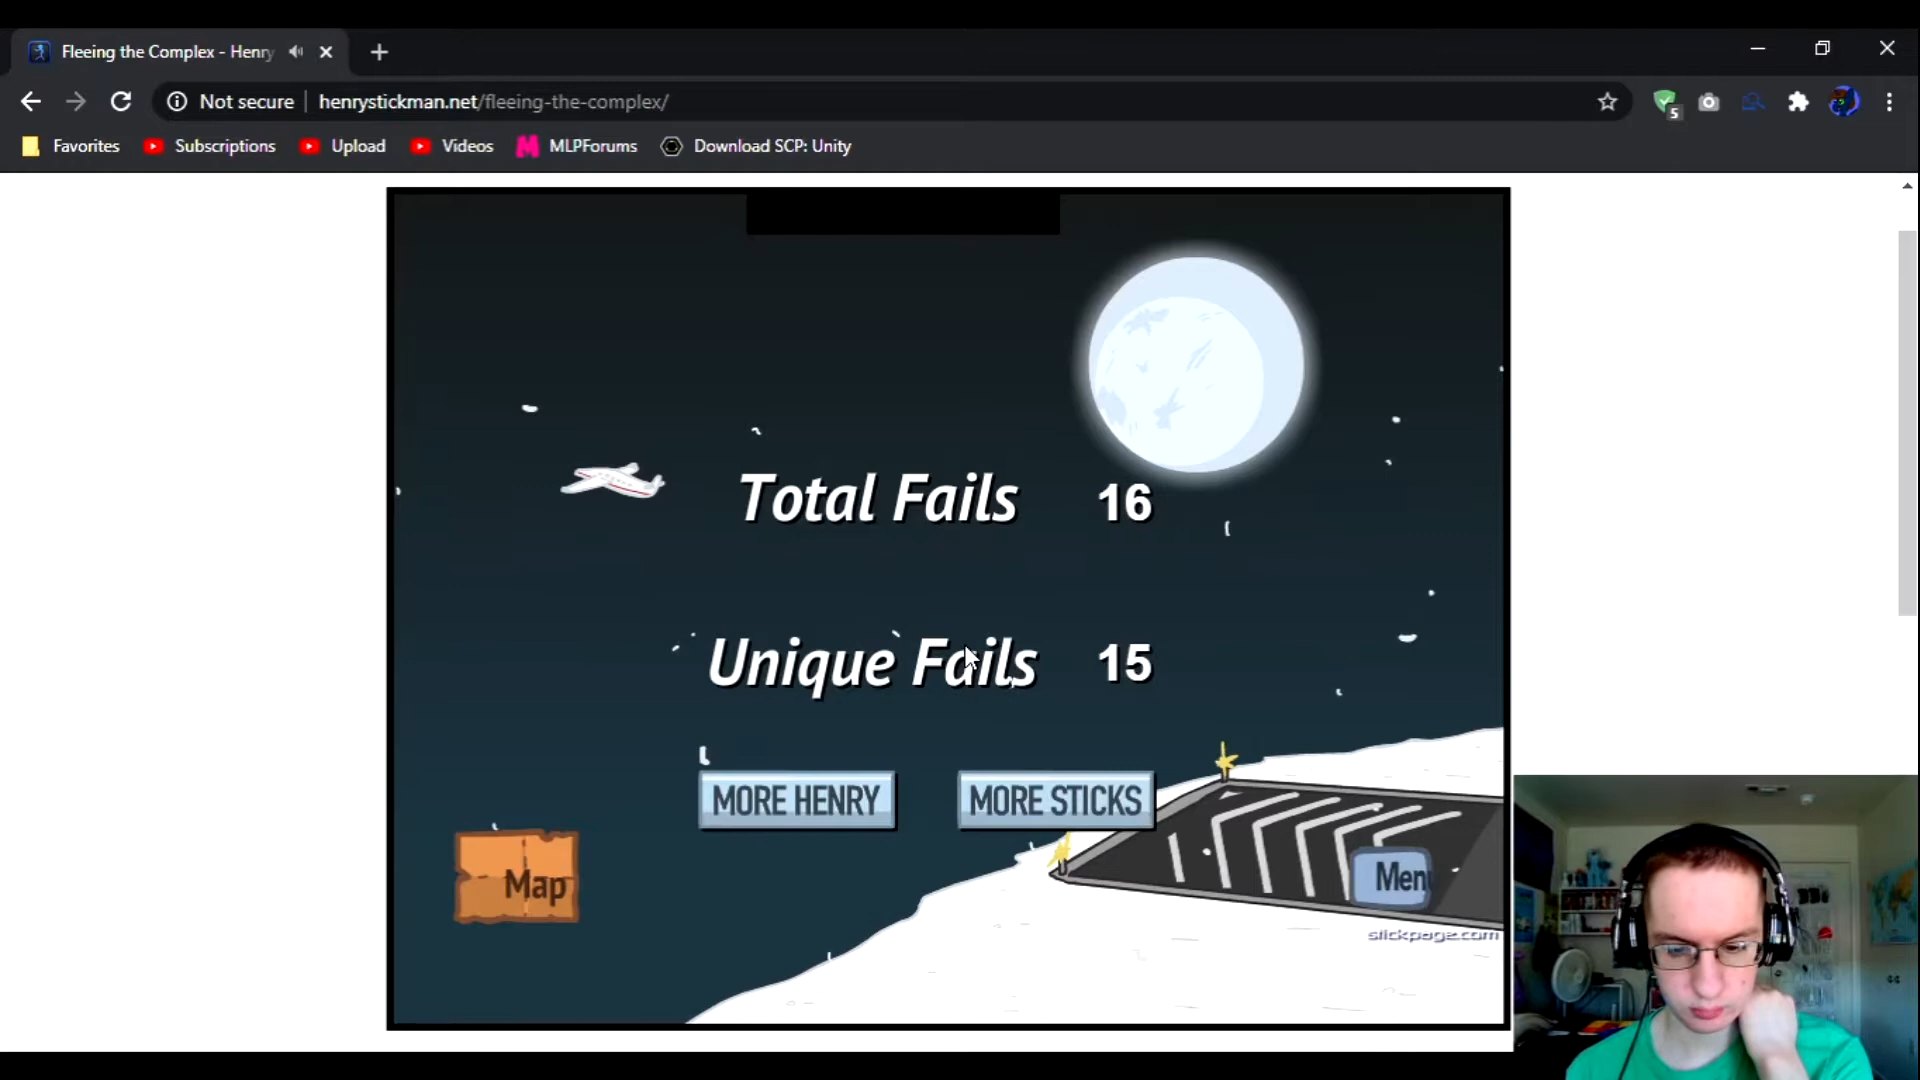 Fleeing the Complex - Henry
Not secure | henrystickman.net/fleeing-the-complex/
5
Favorites Subscriptions Upload Videos MLPForums Download SCP: Unity
Total Fails 16
Unique Fails 15
MORE HENRY MORE STICKS
Map
Men
stickpage.com